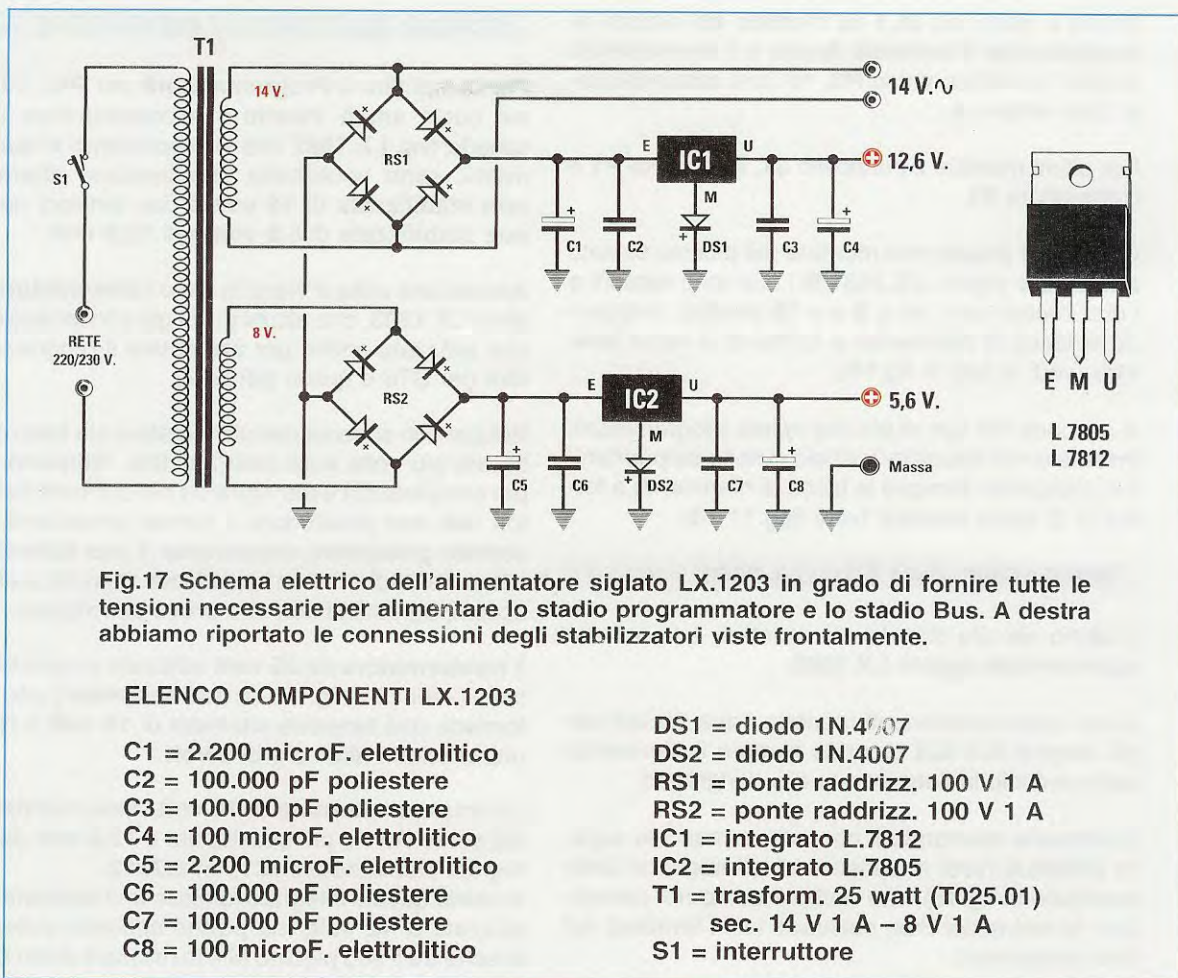 T1
14 V.
14 V.∿
S1
RS1
E
IC1
U
12,6 V.
M
C1
C2
DS1
C3
C4
8 V.
RETE
220/230 V.
RS2
E
IC2
U
5,6 V.
M
C5
C6
DS2
C7
C8
Massa
E M U
L 7805
L 7812
Fig.17 Schema elettrico dell'alimentatore siglato LX.1203 in grado di fornire tutte le
tensioni necessarie per alimentare lo stadio programmatore e lo stadio Bus. A destra
abbiamo riportato le connessioni degli stabilizzatori viste frontalmente.
ELENCO COMPONENTI LX.1203
C1 = 2.200 microF. elettrolitico
C2 = 100.000 pF poliestere
C3 = 100.000 pF poliestere
C4 = 100 microF. elettrolitico
C5 = 2.200 microF. elettrolitico
C6 = 100.000 pF poliestere
C7 = 100.000 pF poliestere
C8 = 100 microF. elettrolitico
DS1 = diodo 1N.4007
DS2 = diodo 1N.4007
RS1 = ponte raddrizz. 100 V 1 A
RS2 = ponte raddrizz. 100 V 1 A
IC1 = integrato L.7812
IC2 = integrato L.7805
T1 = trasform. 25 watt (T025.01)
sec. 14 V 1 A – 8 V 1 A
S1 = interruttore